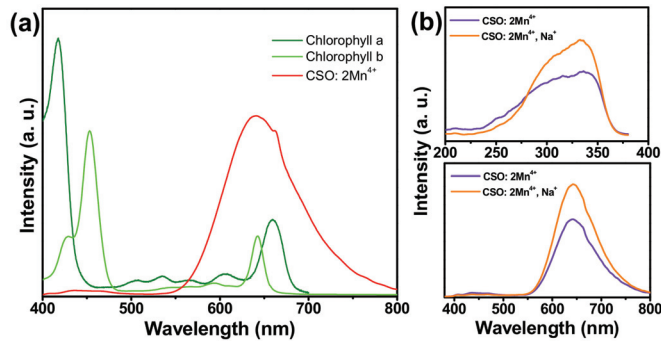 (a)
Chlorophyll a
Chlorophyll b
CSO: 2Mn⁴⁺
Intensity (a. u.)
400 500 600 700 800
Wavelength (nm)
(b)
CSO: 2Mn⁴⁺
CSO: 2Mn⁴⁺, Na⁺
200 250 300 350 400
CSO: 2Mn⁴⁺
CSO: 2Mn⁴⁺, Na⁺
Intensity (a. u.)
400 500 600 700 800
Wavelength (nm)